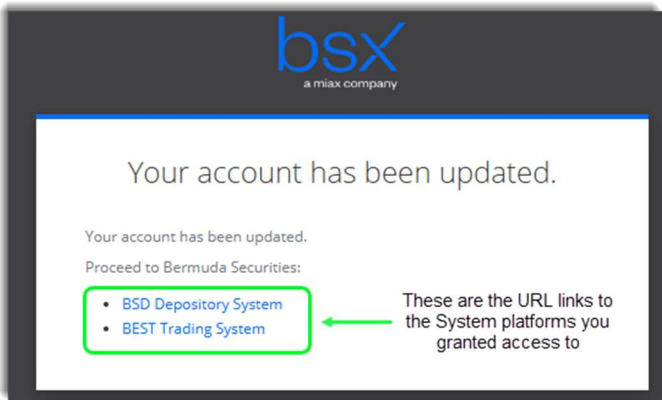 bsx
a miax company
Your account has been updated.
Your account has been updated.
Proceed to Bermuda Securities:
BSD Depository System
BEST Trading System
These are the URL links to
the System platforms you
granted access to